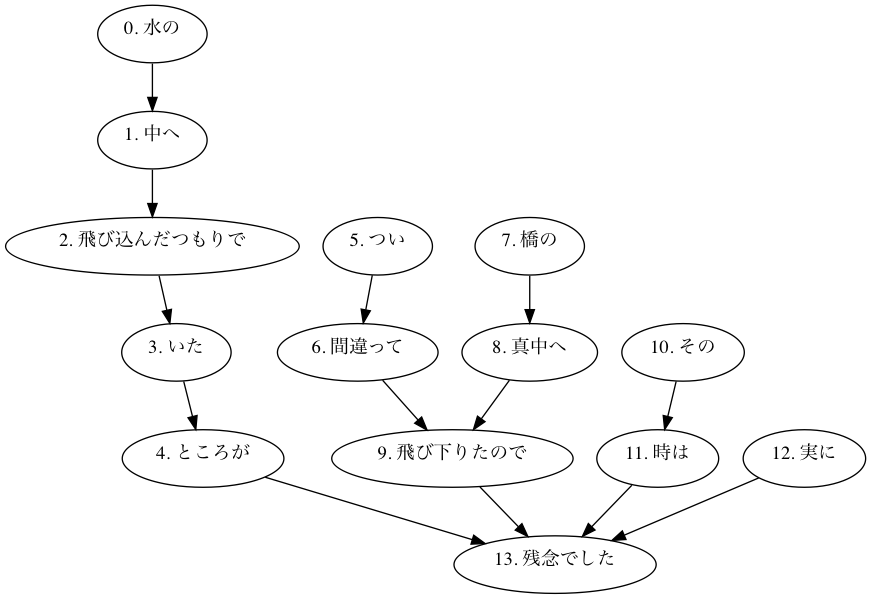 0. 水の
1. 中へ
2. 飛び込んだつもりで
5. つい
7. 橋の
3. いた
6. 間違って
8. 真中へ
10. その
4. ところが
9. 飛び下りたので
11. 時は
12. 実に
13. 残念でした